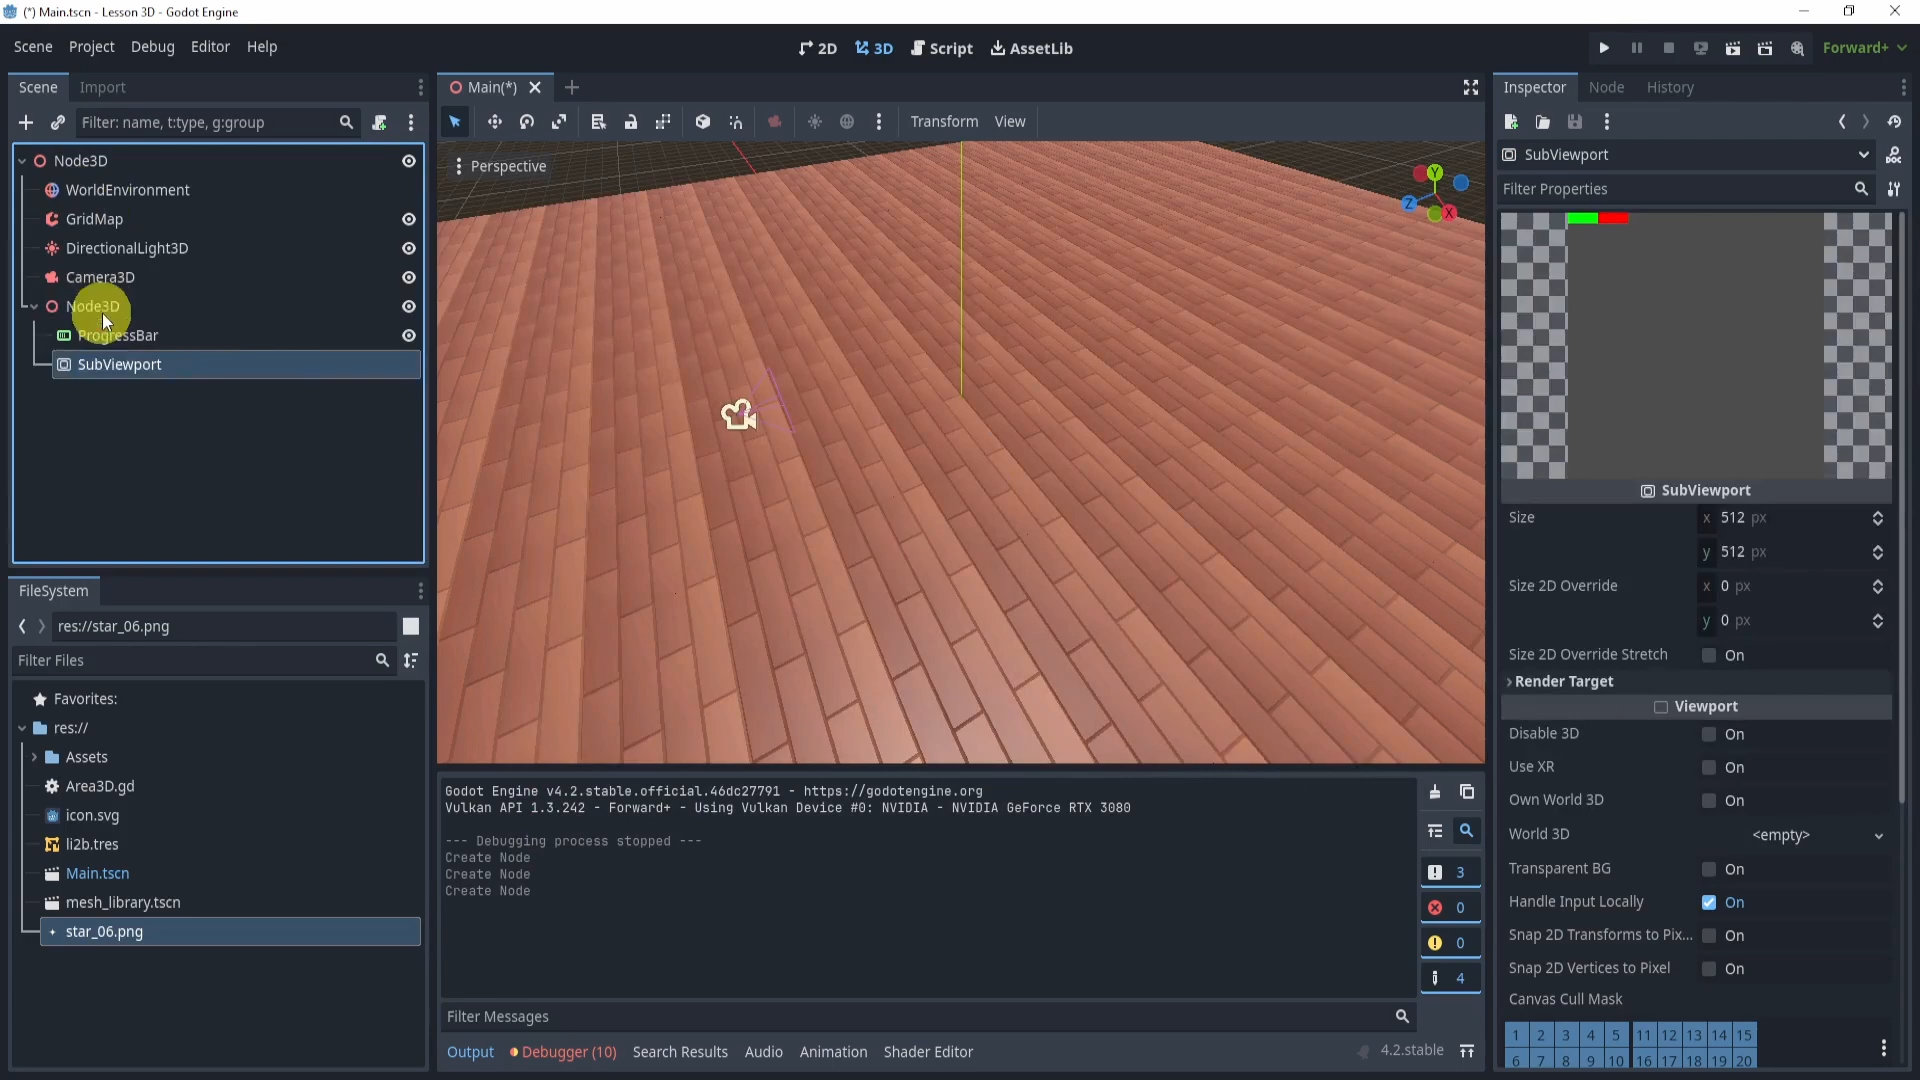 (*) Main.tscn - Lesson 3D - Godot Engine
Scene Project Debug Editor Help
2D 3D Script AssetLib
Forward+
Scene Import
Main(*)
Inspector Node History
Filter: name, t:type, g:group
Transform View
Node3D
WorldEnvironment
GridMap
DirectionalLight3D
Camera3D
Node3D
ProgressBar
SubViewport
Perspective
Y
Z
X
SubViewport
Filter Properties
SubViewport
Size
x 512 px
y 512 px
Size 2D Override
x 0 px
y 0 px
Size 2D Override Stretch On
Render Target
Viewport
Disable 3D On
Use XR On
Own World 3D On
World 3D <empty>
Transparent BG On
Handle Input Locally On
Snap 2D Transforms to Pix... On
Snap 2D Vertices to Pixel On
Canvas Cull Mask
1 2 3 4 5 11 12 13 14 15
6 7 8 9 10 16 17 18 19 20
FileSystem
res://star_06.png
Filter Files
Favorites:
res://
Assets
Area3D.gd
icon.svg
li2b.tres
Main.tscn
mesh_library.tscn
star_06.png
Godot Engine v4.2.stable.official.46dc27791 - https://godotengine.org
Vulkan API 1.3.242 - Forward+ - Using Vulkan Device #0: NVIDIA - NVIDIA GeForce RTX 3080
--- Debugging process stopped ---
Create Node
Create Node
Create Node
3
0
0
4
Filter Messages
Output Debugger (10) Search Results Audio Animation Shader Editor
4.2.stable